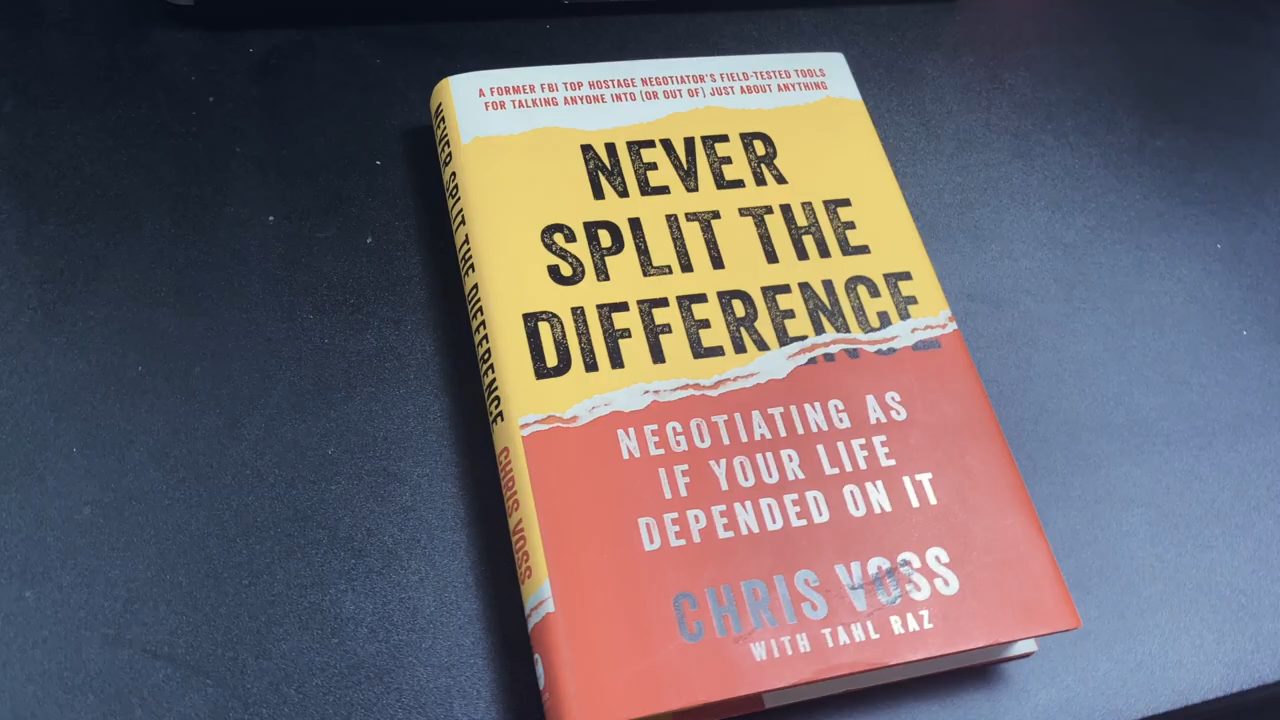 A FORMER FBI TOP HOSTAGE NEGOTIATOR'S FIELD-TESTED TOOLS
FOR TALKING ANYONE INTO (OR OUT OF) JUST ABOUT ANYTHING
NEVER
SPLIT THE
DIFFERENCE
NEGOTIATING AS
IF YOUR LIFE
DEPENDED ON IT
CHRIS VOSS
WITH TAHL RAZ
NEVER SPLIT THE DIFFERENCE CHRIS VOSS